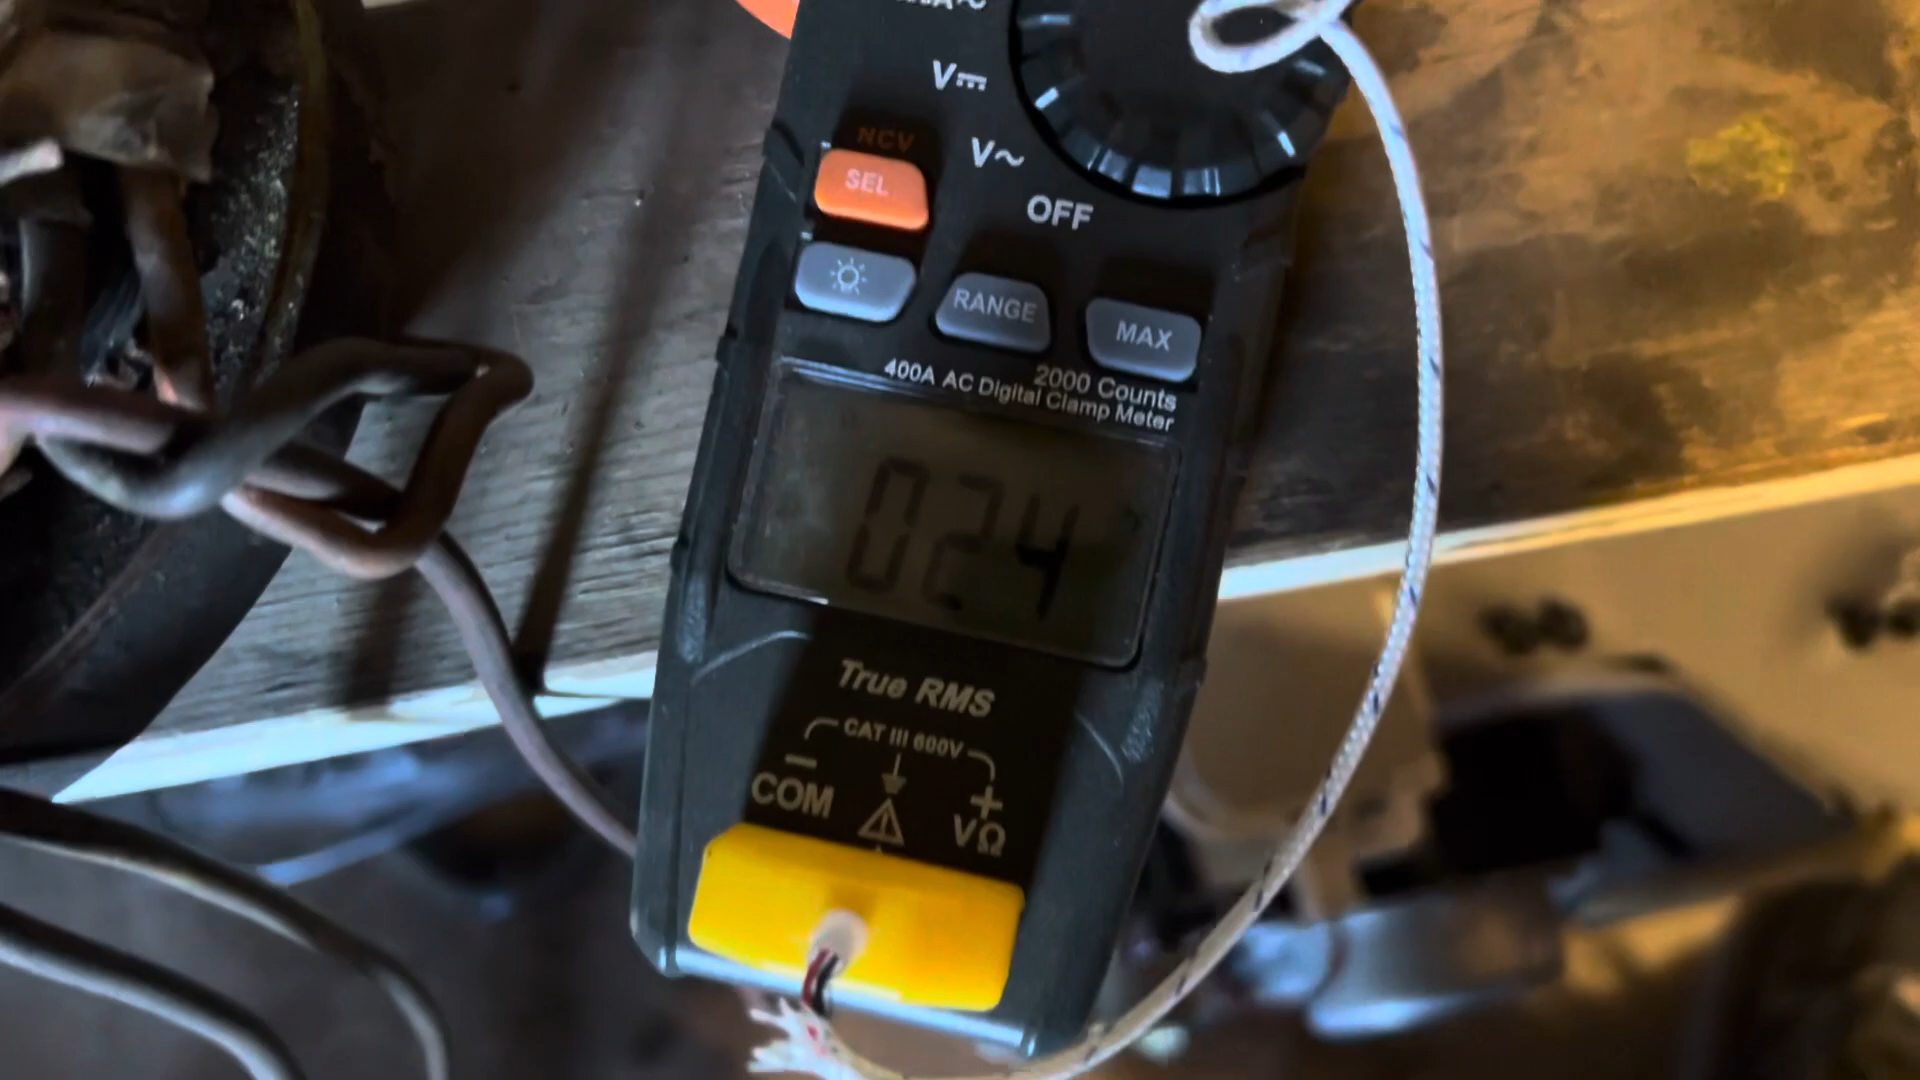 V
NCV
V~
SEL
OFF
RANGE
MAX
2000 Counts
400A AC Digital Clamp Meter
024
True RMS
CAT III 600V
− +
COM
VΩ